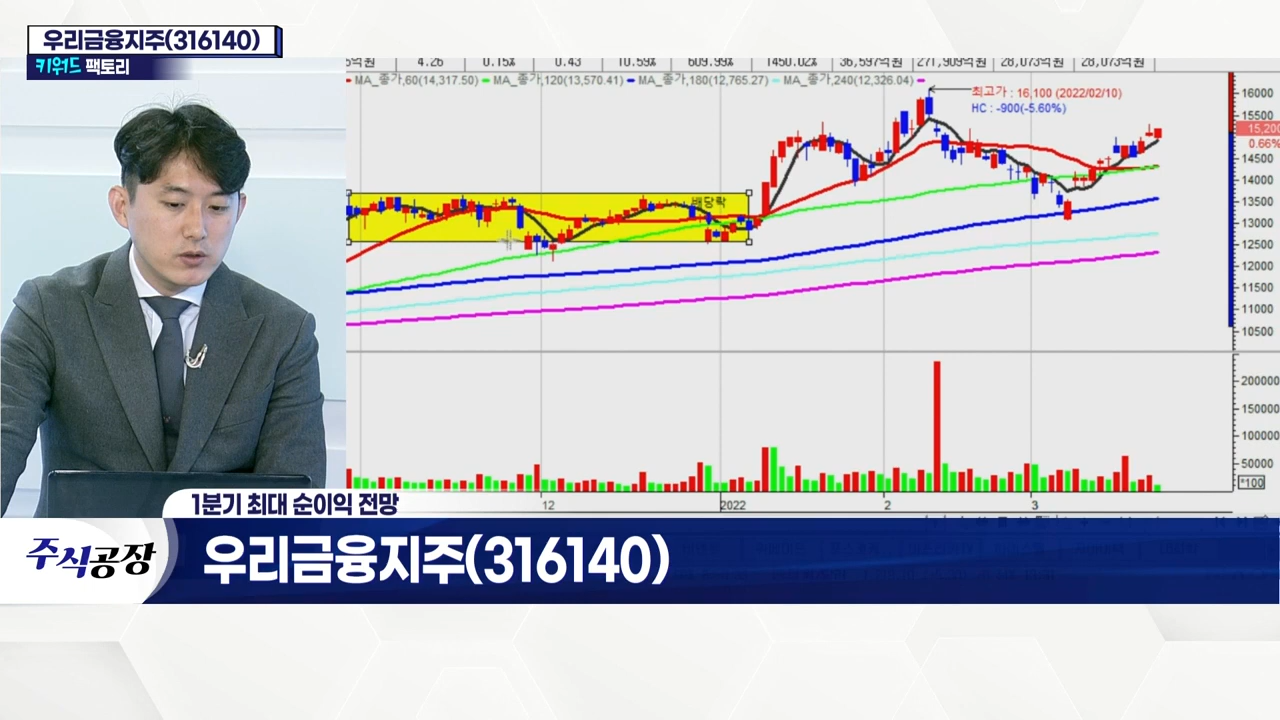 우리금융지주(316140)
키워드 팩토리
4.26 0.15% 0.43 10.59% 609.99% 1450.02% 36,597억원 271,909억원 28,073억원 28,073억원
MA_종가,60(14,317.50) MA_종가,120(13,570.41) MA_종가,180(12,765.27) MA_종가,240(12,326.04)
최고가 : 16,100 (2022/02/10)
HC : -900(-5.60%)
배당락
16000
15500
15,200
0.66%
14500
14000
13500
13000
12500
12000
11500
11000
10500
200000
150000
100000
50000
*100
12 2022 2 3
1분기 최대 순이익 전망
주식공장
우리금융지주(316140)